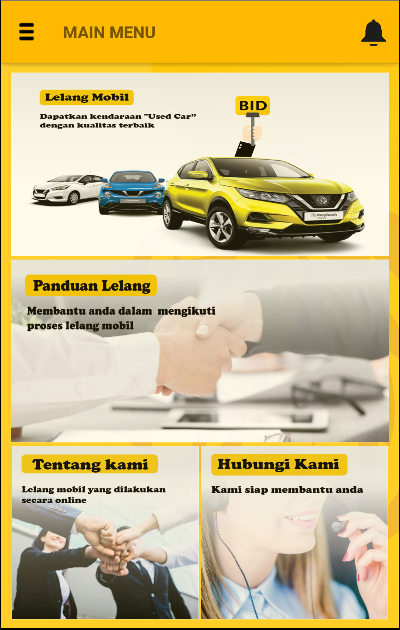 MAIN MENU
Lelang Mobil
BID
Dapatkan kendaraan "Used Car"
dengan kualitas terbaik
Panduan Lelang
Membantu anda dalam mengikuti
proses lelang mobil
Tentang kami
Lelang mobil yang dilakukan
secara online
Hubungi Kami
Kami siap membantu anda